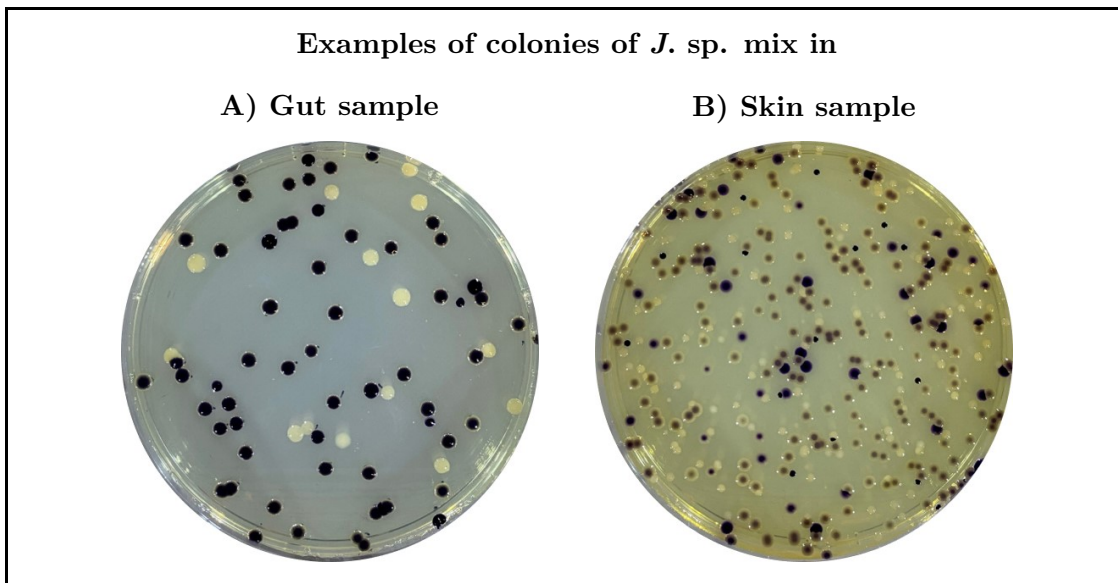 Examples of colonies of J. sp. mix in
A) Gut sample
B) Skin sample